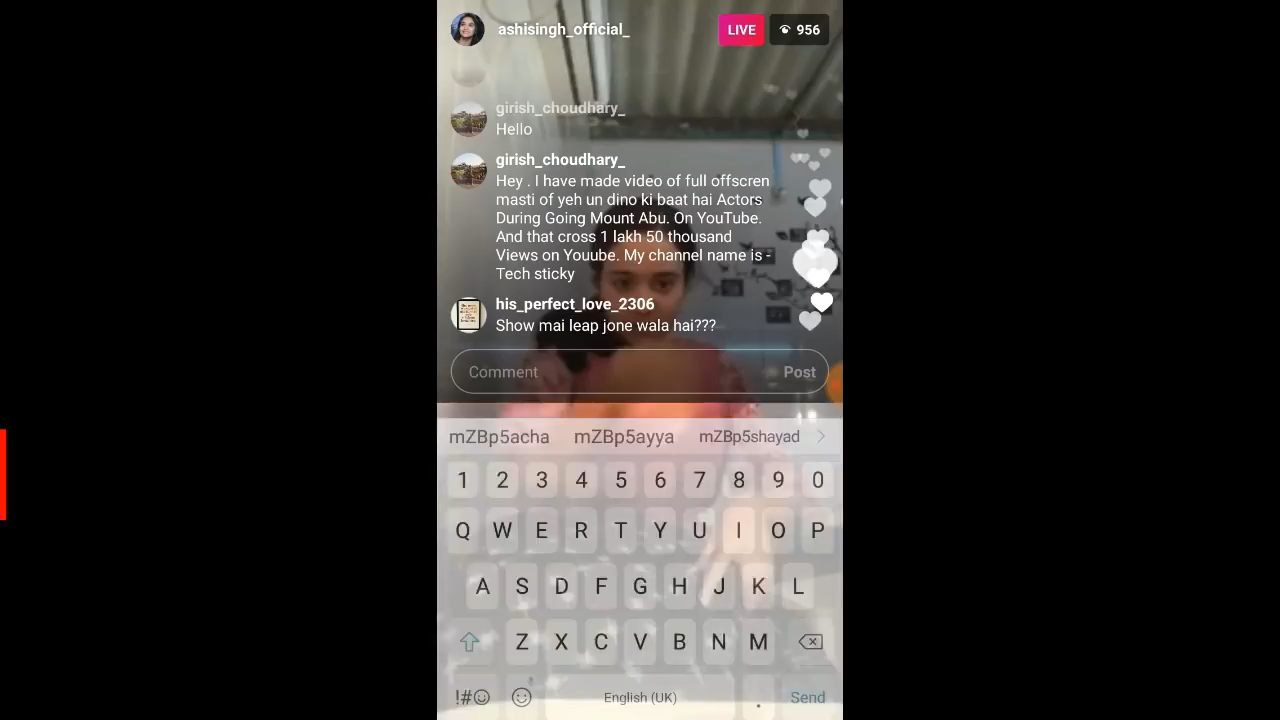 ashisingh_official_
LIVE
956
girish_choudhary_
Hello
girish_choudhary_
Hey . I have made video of full offscren
masti of yeh un dino ki baat hai Actors
During Going Mount Abu. On YouTube.
And that cross 1 lakh 50 thousand
Views on Youube. My channel name is -
Tech sticky
his_perfect_love_2306
Show mai leap jone wala hai???
Comment Post
mZBp5acha mZBp5ayya mZBp5shayad
1 2 3 4 5 6 7 8 9 0
Q W E R T Y U I O P
A S D F G H J K L
Z X C V B N M
!#☺ English (UK) . Send